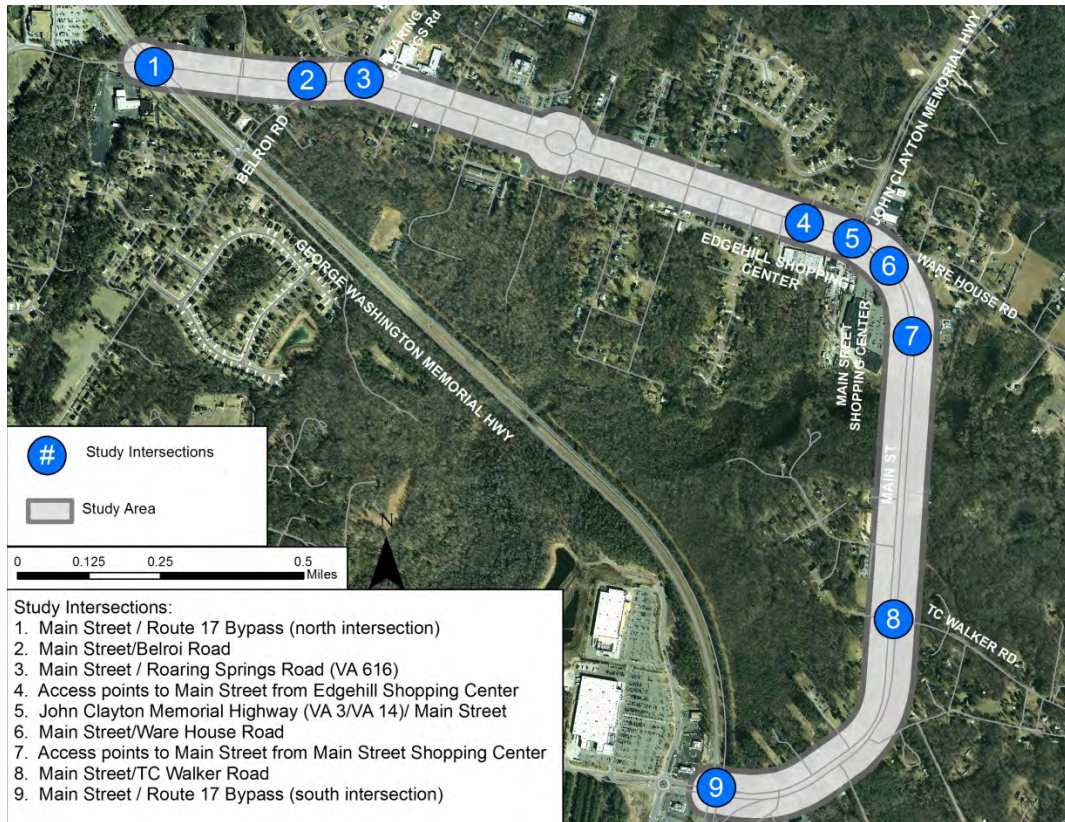 1
2
3
ROARING
SPRINGS Rd
BELROI RD
GEORGE WASHINGTON MEMORIAL HWY
JOHN CLAYTON MEMORIAL HWY
4
5
6
EDGEHILL SHOPPING
CENTER
WARE HOUSE RD
7
MAIN SREET
SHOPPING CENTER
MAIN ST
8
TC WALKER RD
9
# Study Intersections
Study Area
N
0 0.125 0.25 0.5
Miles
Study Intersections:
1. Main Street / Route 17 Bypass (north intersection)
2. Main Street/Belroi Road
3. Main Street / Roaring Springs Road (VA 616)
4. Access points to Main Street from Edgehill Shopping Center
5. John Clayton Memorial Highway (VA 3/VA 14)/ Main Street
6. Main Street/Ware House Road
7. Access points to Main Street from Main Street Shopping Center
8. Main Street/TC Walker Road
9. Main Street / Route 17 Bypass (south intersection)